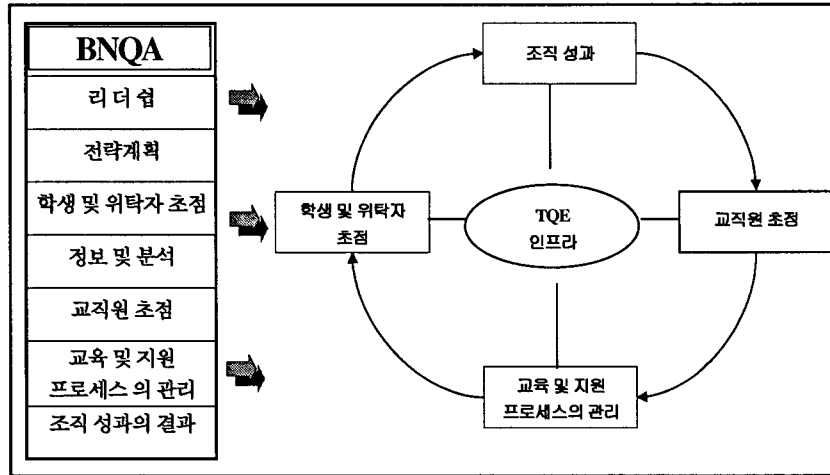 BNQA
리 더 쉽
전략계획
학생 및 위탁자 초점
정보 및 분석
교직원 초점
교육 및 지원
프로세스 의 관리
조직 성과의 결과
조직 성과
학생 및 위탁자
초점
TQE
인프라
교직원 초점
교육 및 지원
프로세스의 관리